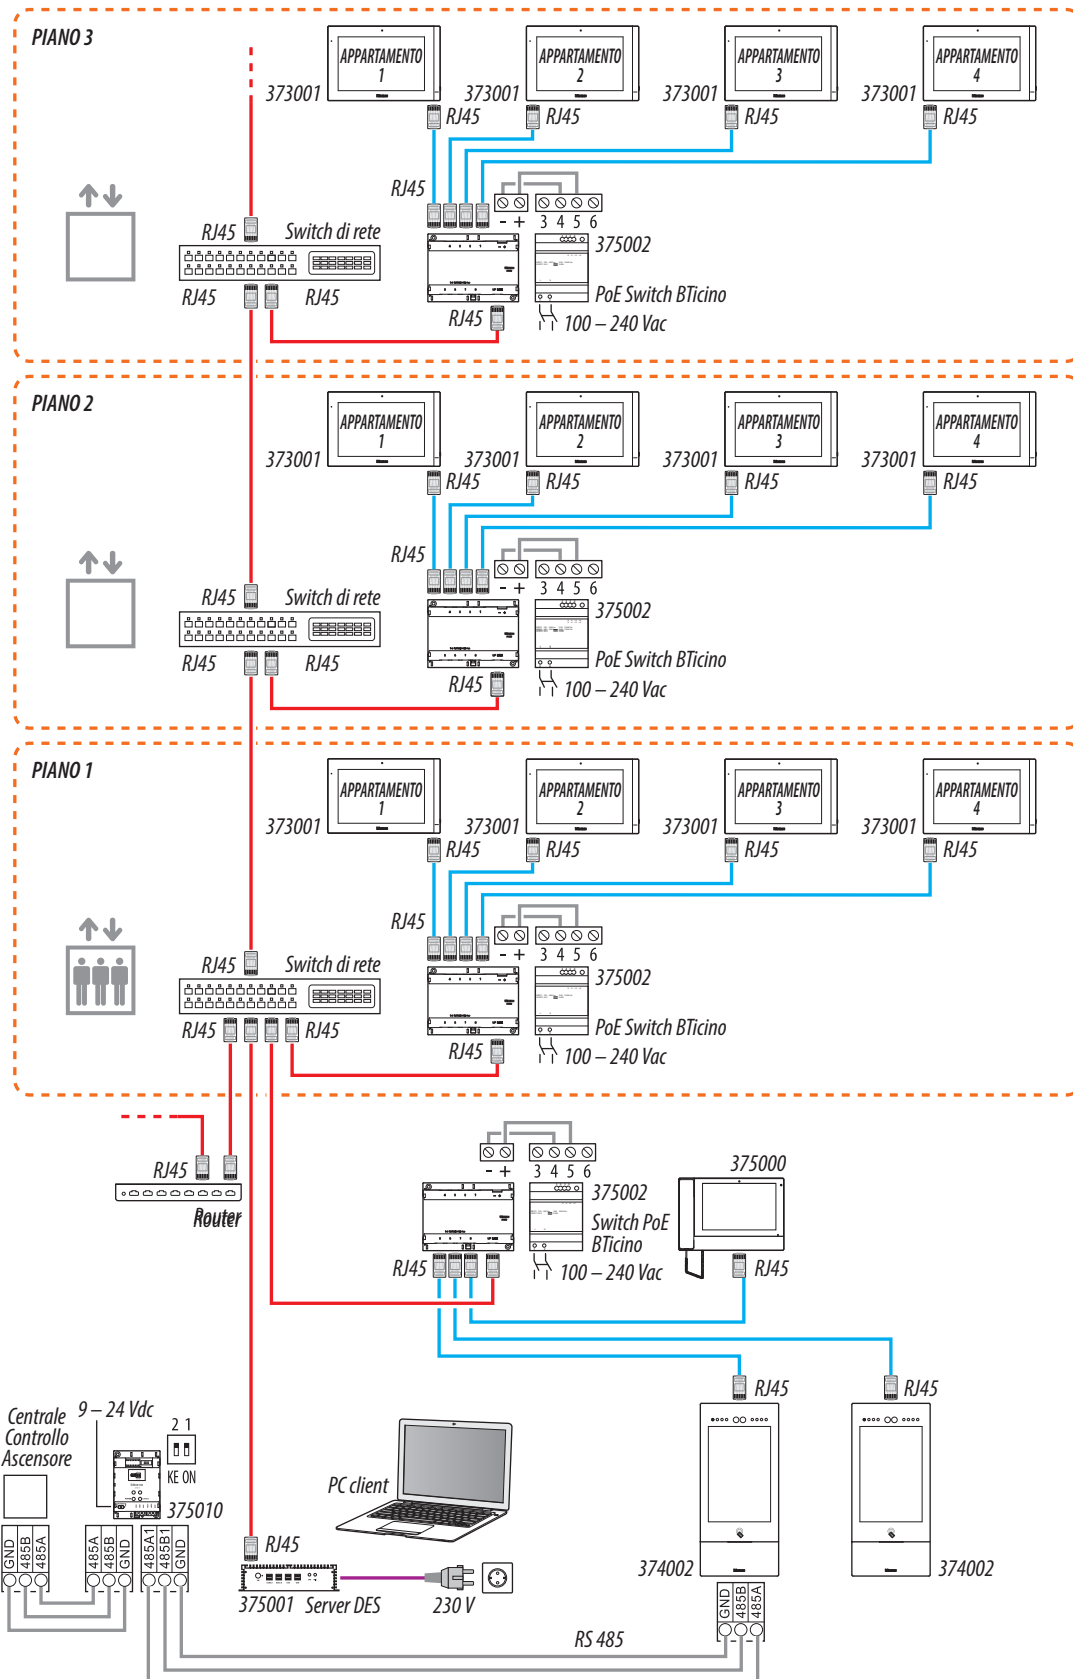 PIANO 3
APPARTAMENTO 1
APPARTAMENTO 2
APPARTAMENTO 3
APPARTAMENTO 4
373001
373001
373001
373001
RJ45
RJ45
RJ45
RJ45
RJ45
- + 3 4 5 6
RJ45
Switch di rete
375002
RJ45
RJ45
PoE Switch BTicino
RJ45
100 – 240 Vac
PIANO 2
APPARTAMENTO 1
APPARTAMENTO 2
APPARTAMENTO 3
APPARTAMENTO 4
373001
373001
373001
373001
RJ45
RJ45
RJ45
RJ45
RJ45
- + 3 4 5 6
RJ45
Switch di rete
375002
RJ45
RJ45
PoE Switch BTicino
RJ45
100 – 240 Vac
PIANO 1
APPARTAMENTO 1
APPARTAMENTO 2
APPARTAMENTO 3
APPARTAMENTO 4
373001
373001
373001
373001
RJ45
RJ45
RJ45
RJ45
RJ45
- + 3 4 5 6
RJ45
Switch di rete
375002
RJ45
RJ45
PoE Switch BTicino
RJ45
100 – 240 Vac
- + 3 4 5 6
RJ45
Router
375002
375000
Switch PoE
BTicino
RJ45
100 – 240 Vac
RJ45
RJ45
RJ45
Centrale
Controllo
Ascensore
9 – 24 Vdc
2 1
KE ON
375010
PC client
GND
485B
485A
485A
485B
GND
485A1
485B1
GND
RJ45
375001 Server DES
230 V
374002
374002
GND
485B
485A
RS 485